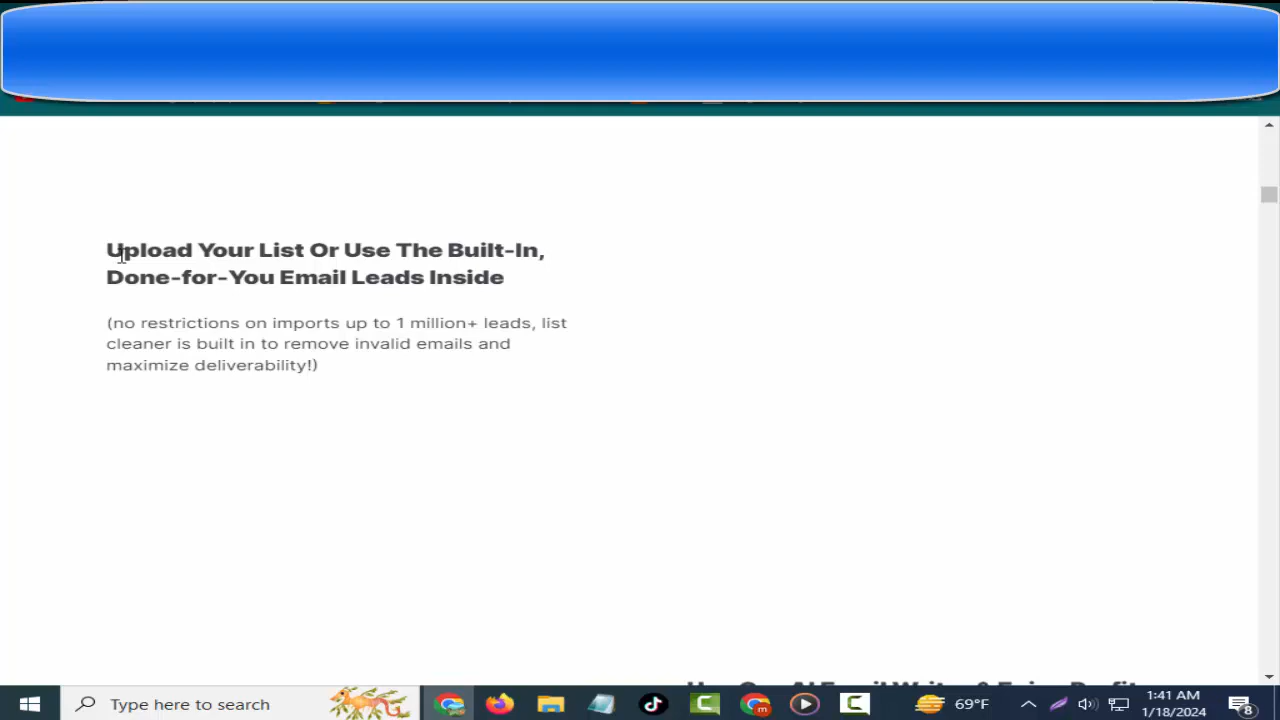 Upload Your List Or Use The Built-In,
Done-for-You Email Leads Inside
(no restrictions on imports up to 1 million+ leads, list
cleaner is built in to remove invalid emails and
maximize deliverability!)
Type here to search
69°F
1:41 AM
1/18/2024
8